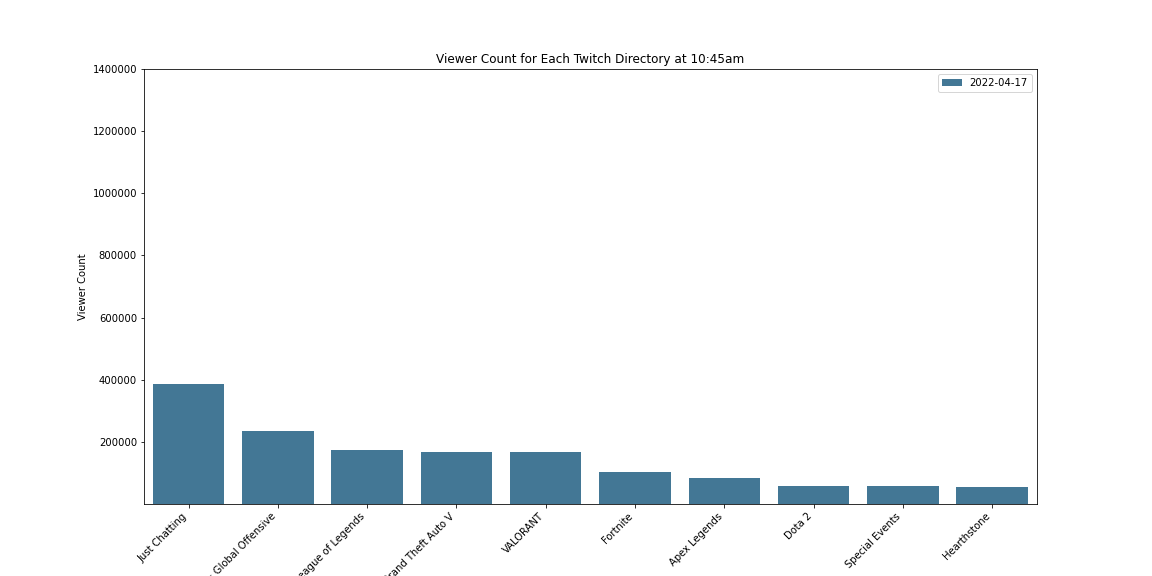 Viewer Count for Each Twitch Directory at 10:45am
1400000
1200000
1000000
800000
600000
400000
200000
Viewer Count
2022-04-17
Just Chatting
: Global Offensive
eague of Legends
rand Theft Auto V
VALORANT
Fortnite
Apex Legends
Dota 2
Special Events
Hearthstone